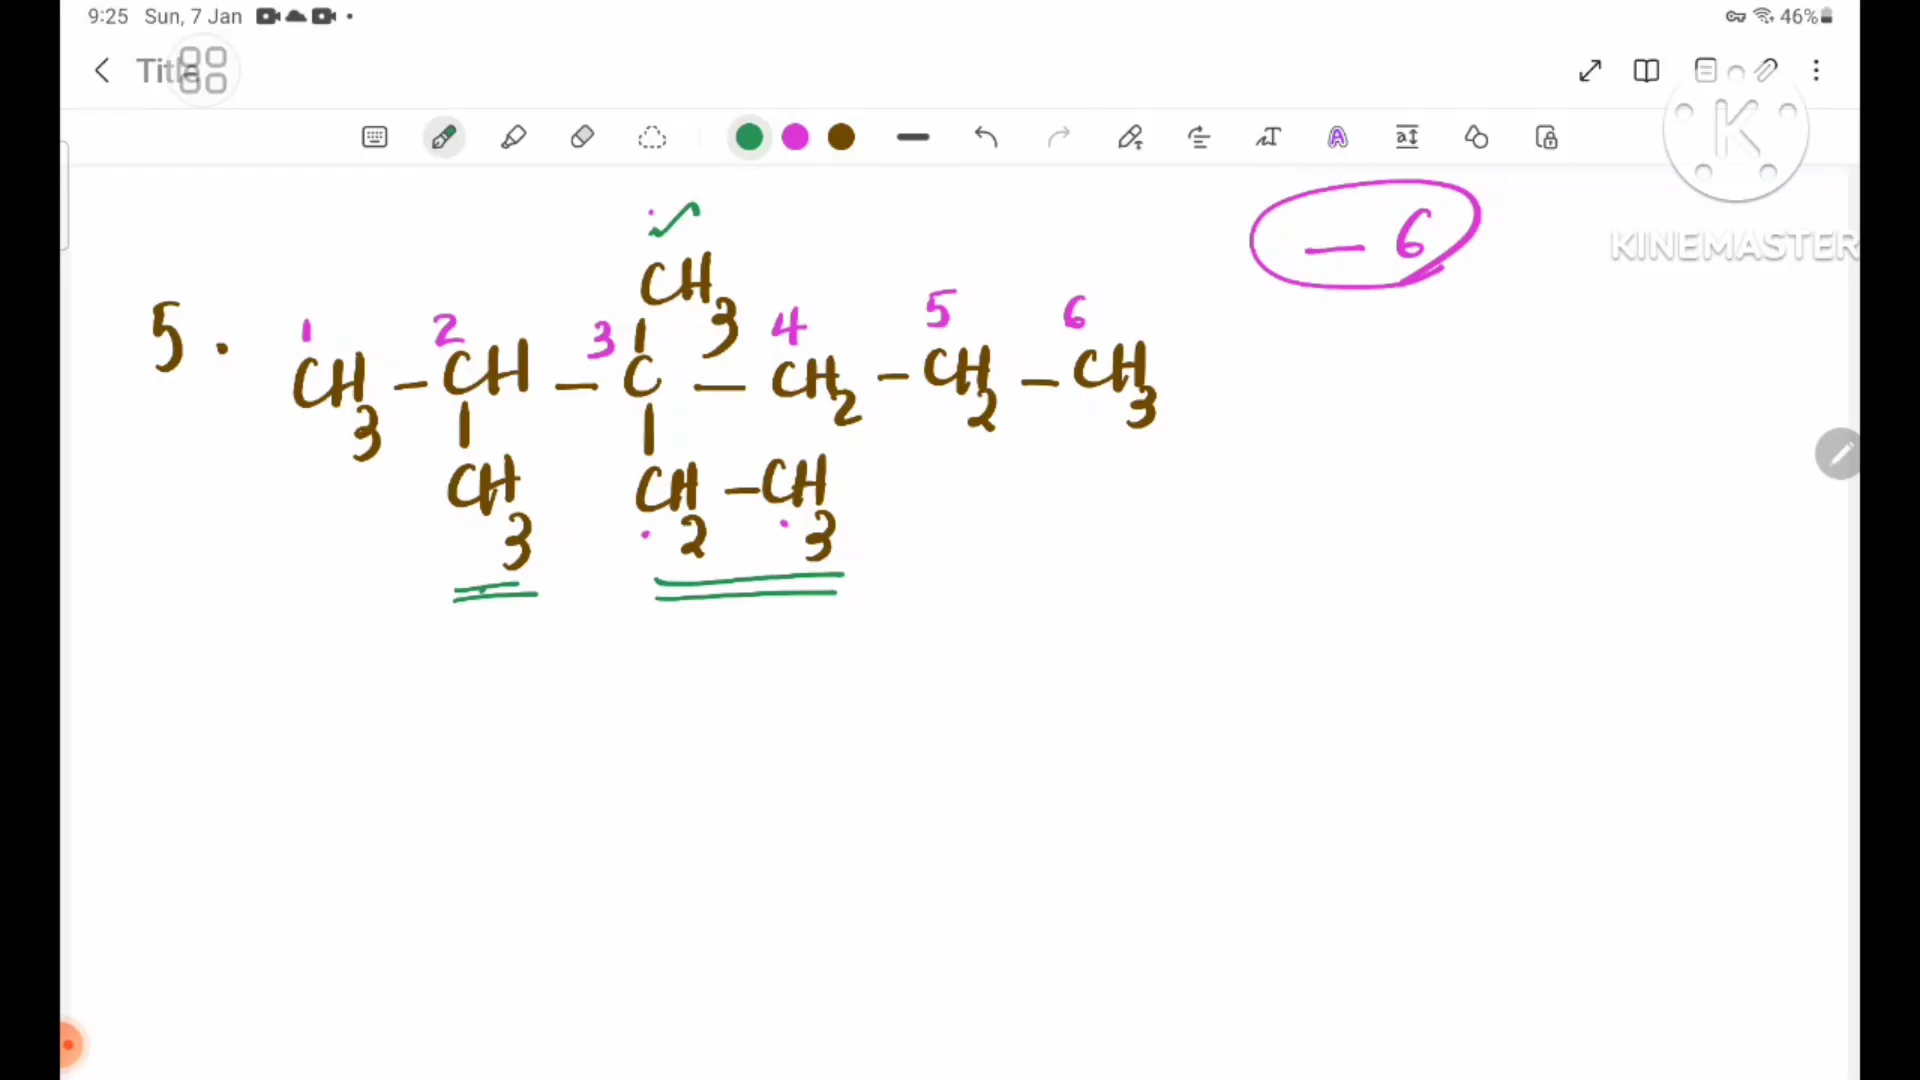 9:25 Sun, 7 Jan
46%
Title
KINEMASTER
— 6
CH3
1 2 3 4 5 6
5. CH3 – CH – C – CH2 – CH2 – CH3
CH3 CH2 – CH3